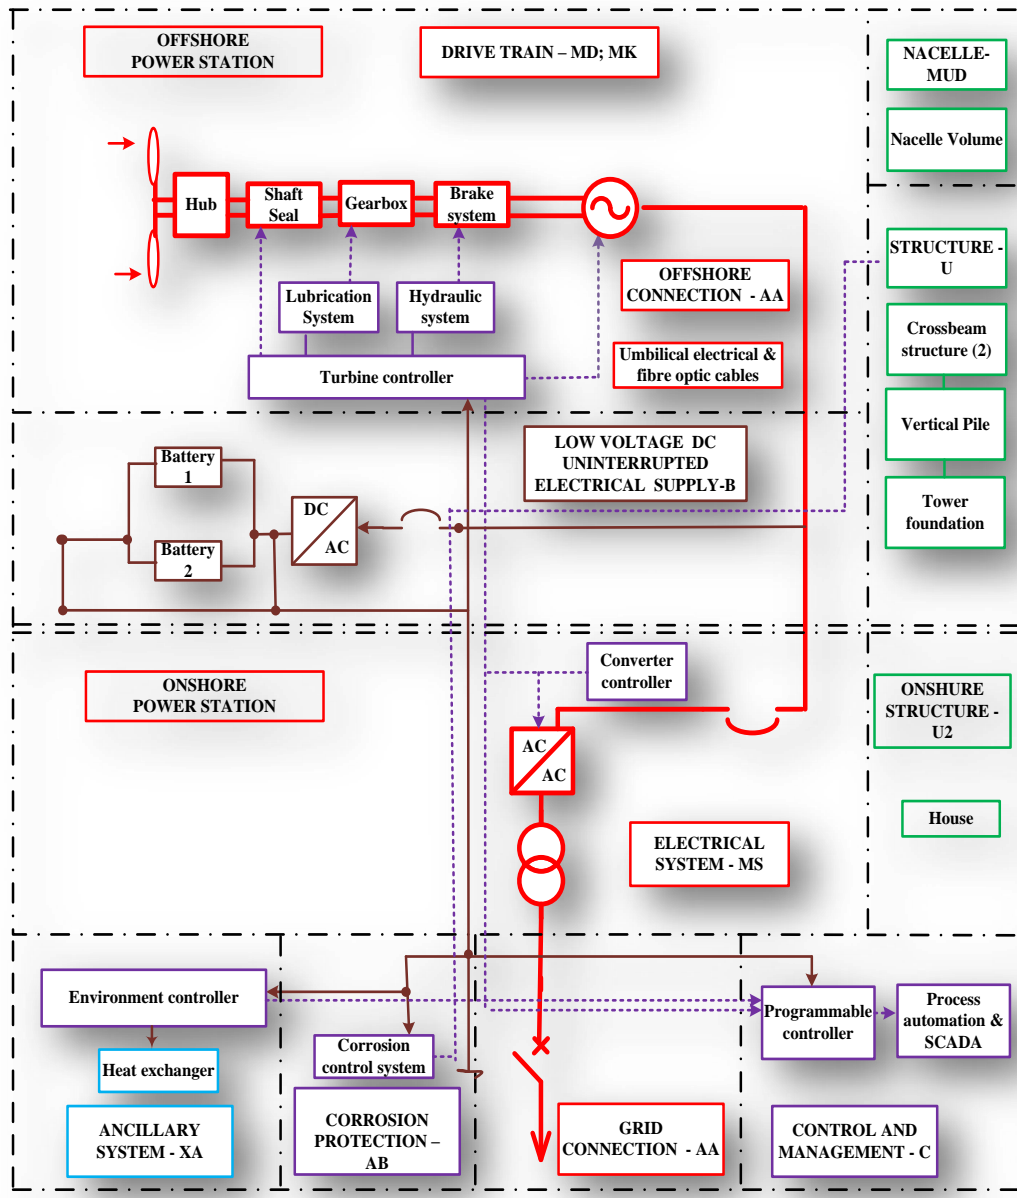 OFFSHORE
POWER STATION
DRIVE TRAIN – MD; MK
NACELLE-
MUD
Nacelle Volume
Hub
Shaft
Seal
Gearbox
Brake
system
STRUCTURE -
U
OFFSHORE
CONNECTION - AA
Lubrication
System
Hydraulic
system
Crossbeam
structure (2)
Turbine controller
Umbilical electrical &
fibre optic cables
Vertical Pile
LOW VOLTAGE DC
UNINTERRUPTED
ELECTRICAL SUPPLY-B
Battery
1
DC
AC
Battery
2
Tower
foundation
ONSHORE
POWER STATION
Converter
controller
ONSHURE
STRUCTURE -
U2
AC
AC
House
ELECTRICAL
SYSTEM - MS
Environment controller
Programmable
controller
Process
automation &
SCADA
Heat exchanger
Corrosion
control system
ANCILLARY
SYSTEM - XA
CORROSION
PROTECTION –
AB
GRID
CONNECTION - AA
CONTROL AND
MANAGEMENT - C